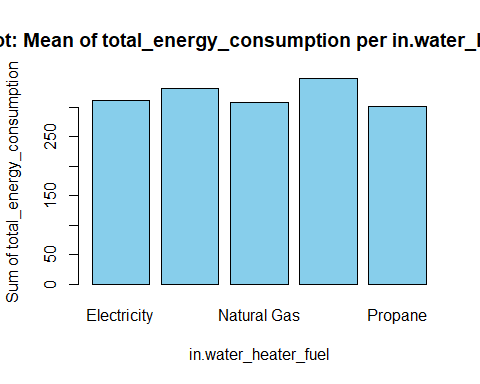 ot: Mean of total_energy_consumption per in.water_h
Sum of total_energy_consumption
250
150
50
0
Electricity Natural Gas Propane
in.water_heater_fuel